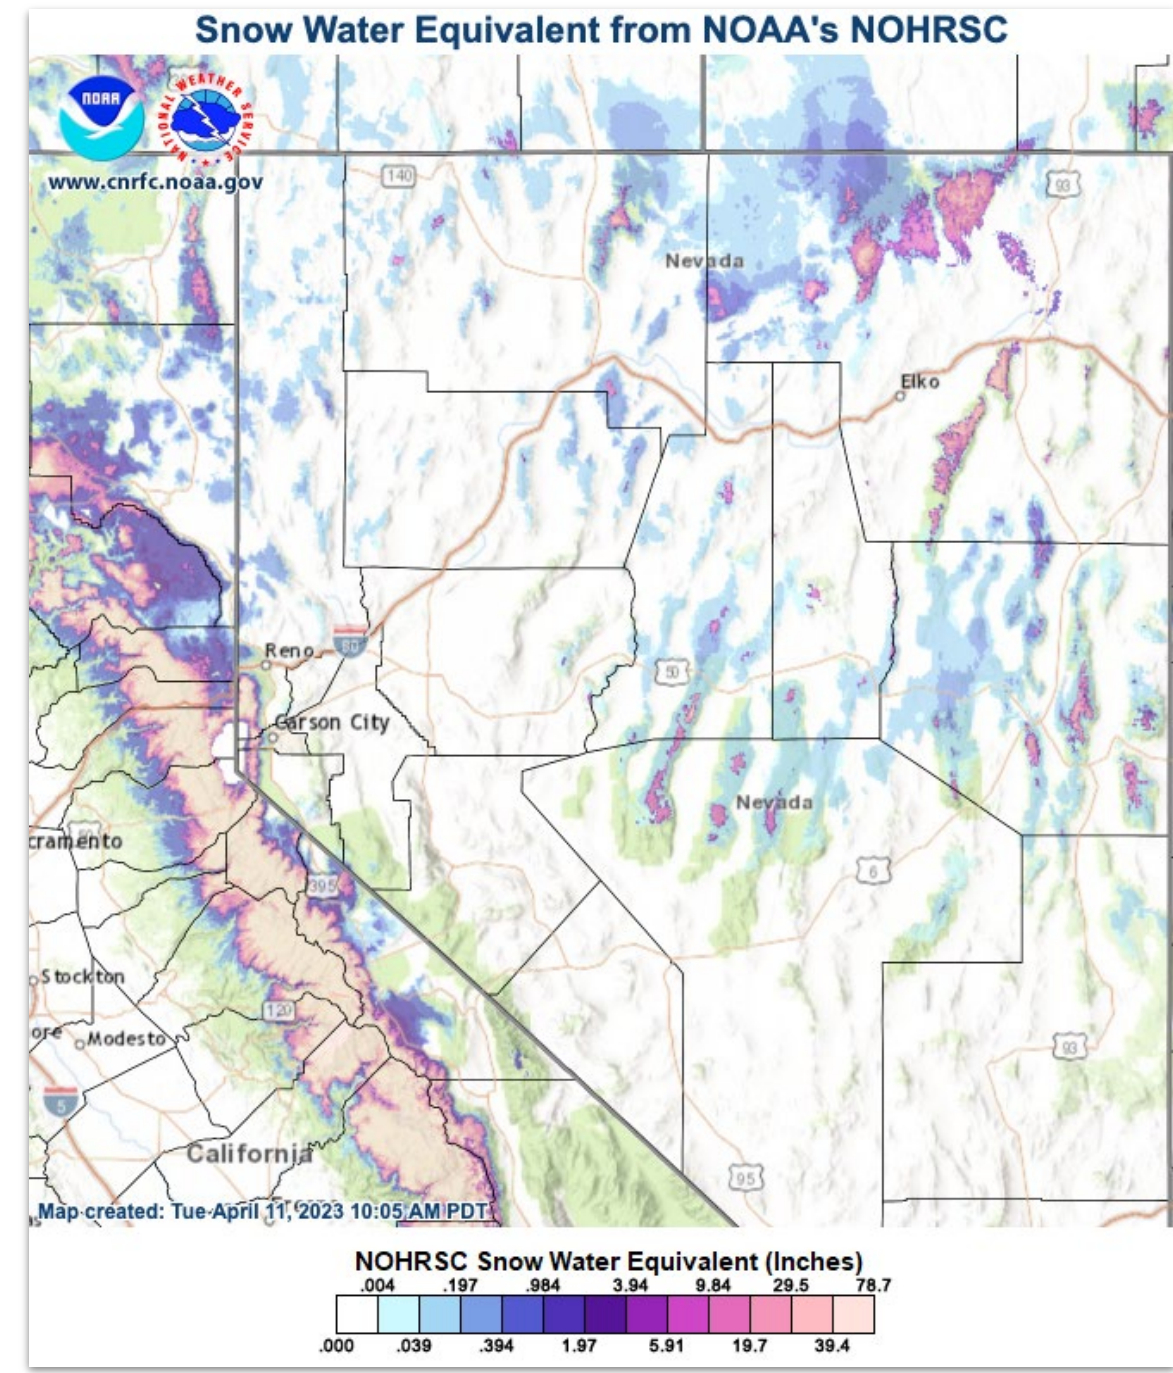 Snow Water Equivalent from NOAA's NOHRSC
NOAA
NATIONAL WEATHER SERVICE
www.cnrfc.noaa.gov
140
93
Nevada
Elko
Reno
80
50
Carson City
Nevada
cramento
395
6
Stockton
120
ore
Modesto
93
5
California
95
Map created: Tue April 11, 2023 10:05 AM PDT
as
NOHRSC Snow Water Equivalent (Inches)
.004 .197 .984 3.94 9.84 29.5 78.7
.000 .039 .394 1.97 5.91 19.7 39.4